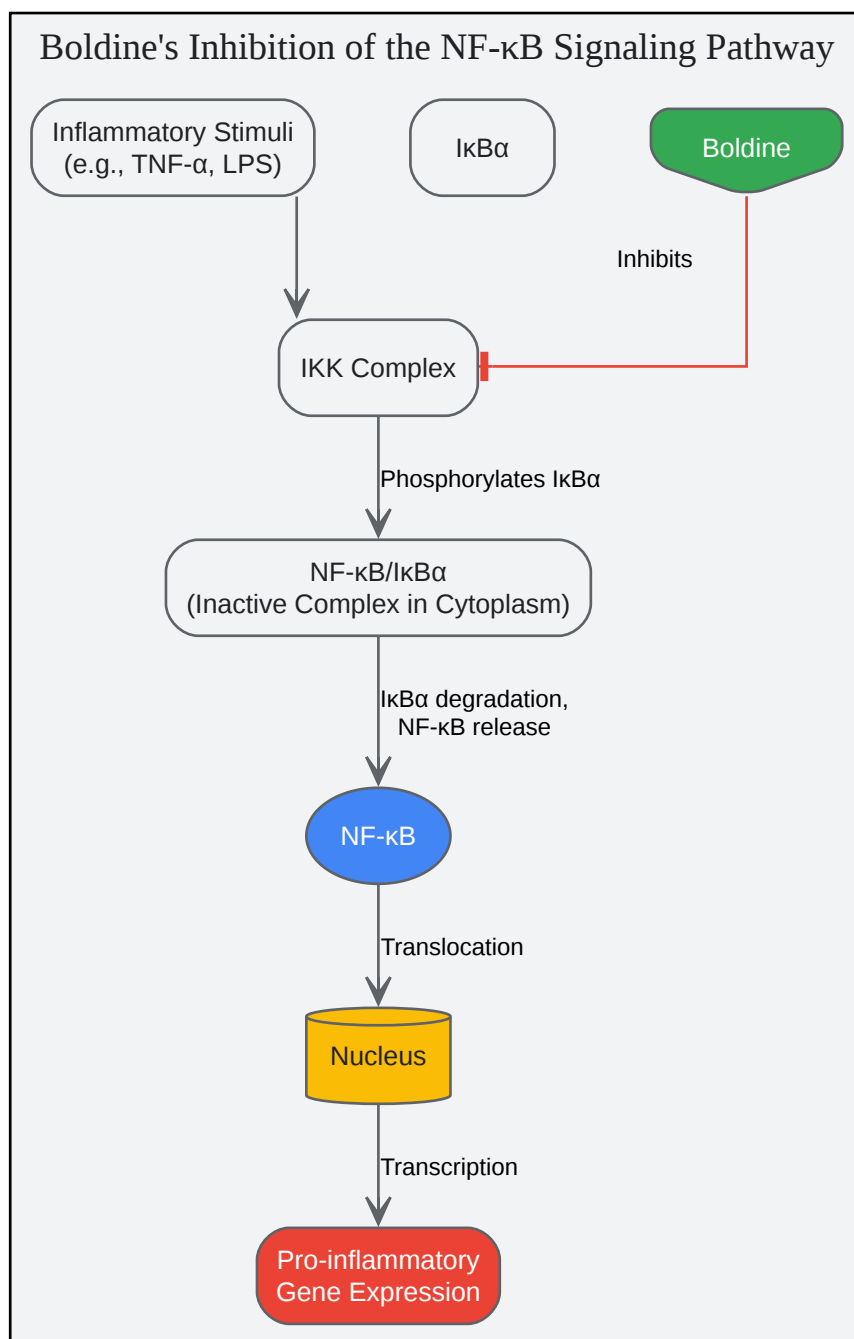 Boldine's Inhibition of the NF-κB Signaling Pathway
Inflammatory Stimuli
(e.g., TNF-α, LPS)
IκBα
Boldine
Inhibits
IKK Complex
Phosphorylates IκBα
NF-κB/IκBα
(Inactive Complex in Cytoplasm)
IκBα degradation,
NF-κB release
NF-κB
Translocation
Nucleus
Transcription
Pro-inflammatory
Gene Expression